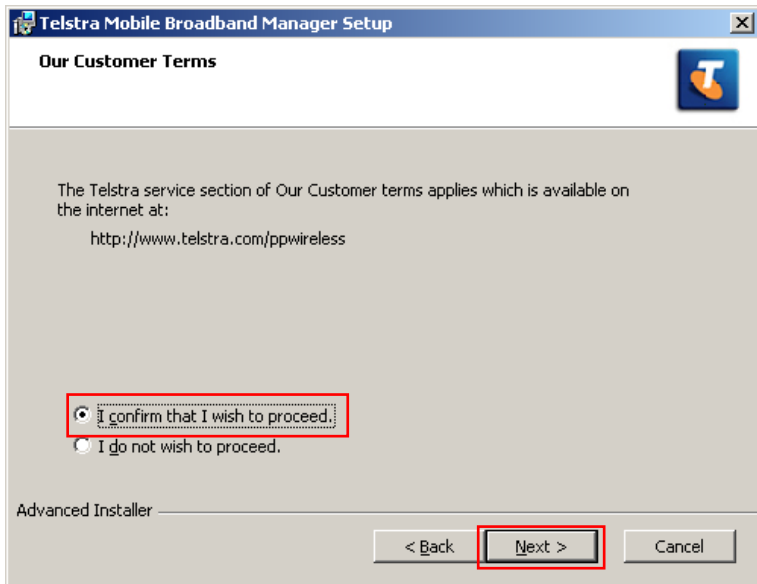 Telstra Mobile Broadband Manager Setup
Our Customer Terms
T
The Telstra service section of Our Customer terms applies which is available on
the internet at:
http://www.telstra.com/ppwireless
I confirm that I wish to proceed.
I do not wish to proceed.
Advanced Installer
< Back Next > Cancel